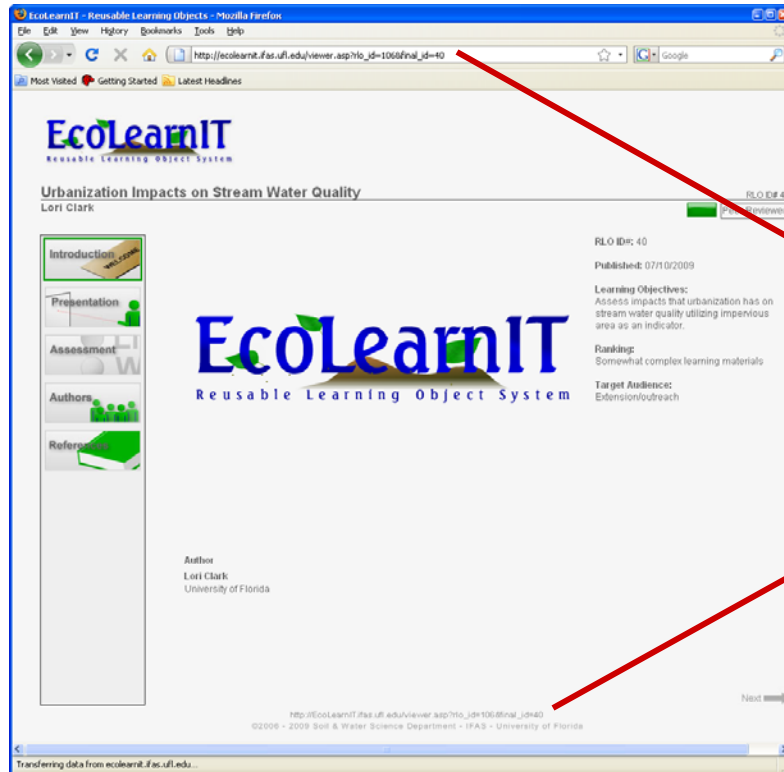 EcoLearnIT - Reusable Learning Objects - Mozilla Firefox
File Edit View History Bookmarks Tools Help
http://ecolearnit.ifas.ufl.edu/viewer.asp?rlo_id=106&final_id=40
Google
Most Visited Getting Started Latest Headlines
EcoLearnIT
Reusable Learning Object System
Urbanization Impacts on Stream Water Quality
RLO ID# 4
Lori Clark
Peer Reviewed
Introduction
WELCOME
Presentation
Assessment
Authors
References
RLO ID#: 40
Published: 07/10/2009
Learning Objectives:
Assess impacts that urbanization has on
stream water quality utilizing impervious
area as an indicator.
Ranking:
Somewhat complex learning materials
Target Audience:
Extension/outreach
EcoLearnIT
Reusable Learning Object System
Author
Lori Clark
University of Florida
Next
http://EcoLearnIT.ifas.ufl.edu/viewer.asp?rlo_id=106&final_id=40
©2006 - 2009 Soil & Water Science Department - IFAS - University of Florida
Transferring data from ecolearnit.ifas.ufl.edu...